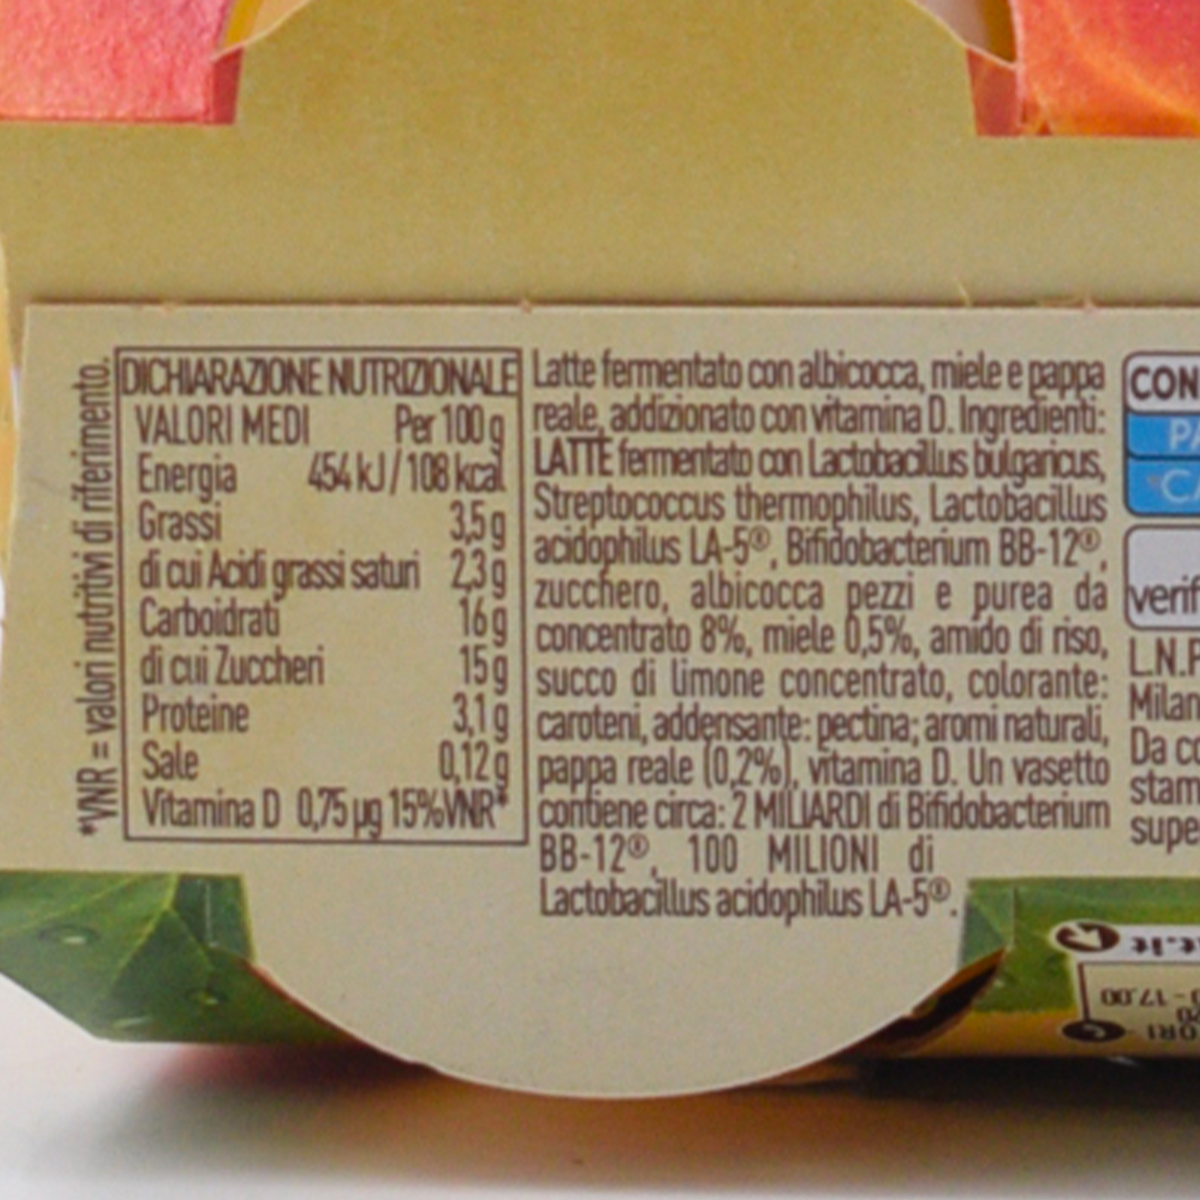 *VNR = valori nutritivi di riferimento.
DICHIARAZIONE NUTRIZIONALE
VALORI MEDI Per 100 g
Energia 454 kJ / 108 kcal
Grassi 3,5 g
di cui Acidi grassi saturi 2,3 g
Carboidrati 16 g
di cui Zuccheri 15 g
Proteine 3,1 g
Sale 0,12 g
Vitamina D 0,75 µg 15%VNR*
Latte fermentato con albicocca, miele e pappa
reale, addizionato con vitamina D. Ingredienti:
LATTE fermentato con Lactobacillus bulgaricus,
Streptococcus thermophilus, Lactobacillus
acidophilus LA-5®, Bifidobacterium BB-12®,
zucchero, albicocca pezzi e purea da
concentrato 8%, miele 0,5%, amido di riso,
succo di limone concentrato, colorante:
caroteni, addensante: pectina; aromi naturali,
pappa reale (0,2%), vitamina D. Un vasetto
contiene circa: 2 MILIARDI di Bifidobacterium
BB-12®, 100 MILIONI di
Lactobacillus acidophilus LA-5®.
CON
PA
CA
verif
L.N.P
Milan
Da co
stam
supe